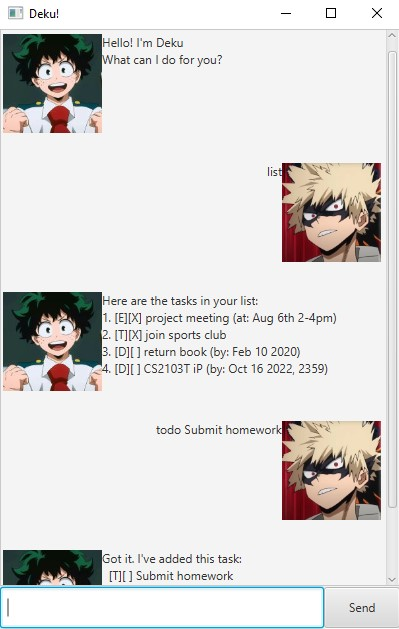 Deku!
Hello! I'm Deku
What can I do for you?
list
Here are the tasks in your list:
1. [E][X] project meeting (at: Aug 6th 2-4pm)
2. [T][X] join sports club
3. [D][ ] return book (by: Feb 10 2020)
4. [D][ ] CS2103T iP (by: Oct 16 2022, 2359)
todo Submit homework
Got it. I've added this task:
[T][ ] Submit homework
Send